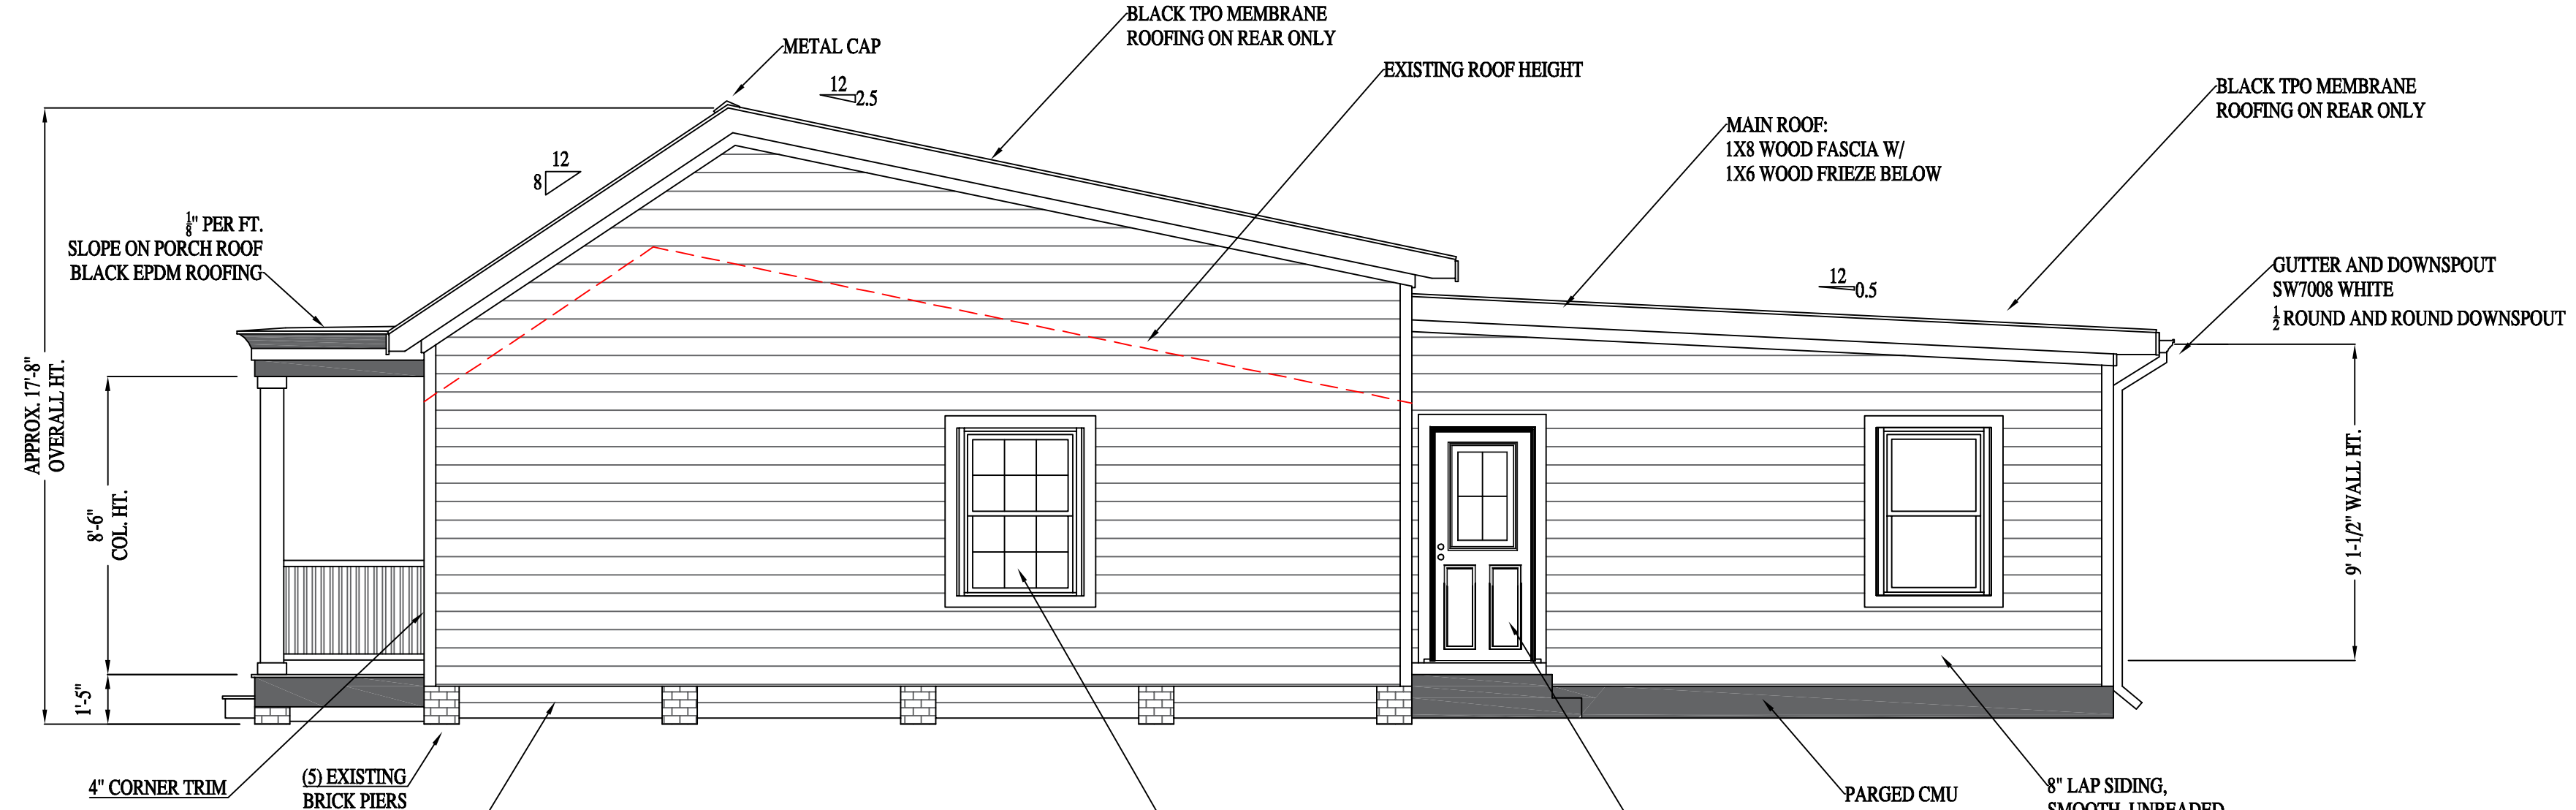 BLACK TPO MEMBRANE
ROOFING ON REAR ONLY
METAL CAP
12
2.5
EXISTING ROOF HEIGHT
BLACK TPO MEMBRANE
ROOFING ON REAR ONLY
MAIN ROOF:
1X8 WOOD FASCIA W/
1X6 WOOD FRIEZE BELOW
12
8
1/8" PER FT.
SLOPE ON PORCH ROOF
BLACK EPDM ROOFING
12
0.5
GUTTER AND DOWNSPOUT
SW7008 WHITE
1/2 ROUND AND ROUND DOWNSPOUT
APPROX. 17'-8"
OVERALL HT.
8'-6"
COL. HT.
1'-5"
9' 1-1/2" WALL HT.
4" CORNER TRIM
(5) EXISTING
BRICK PIERS
PARGED CMU
8" LAP SIDING,
SMOOTH, UNBEADED